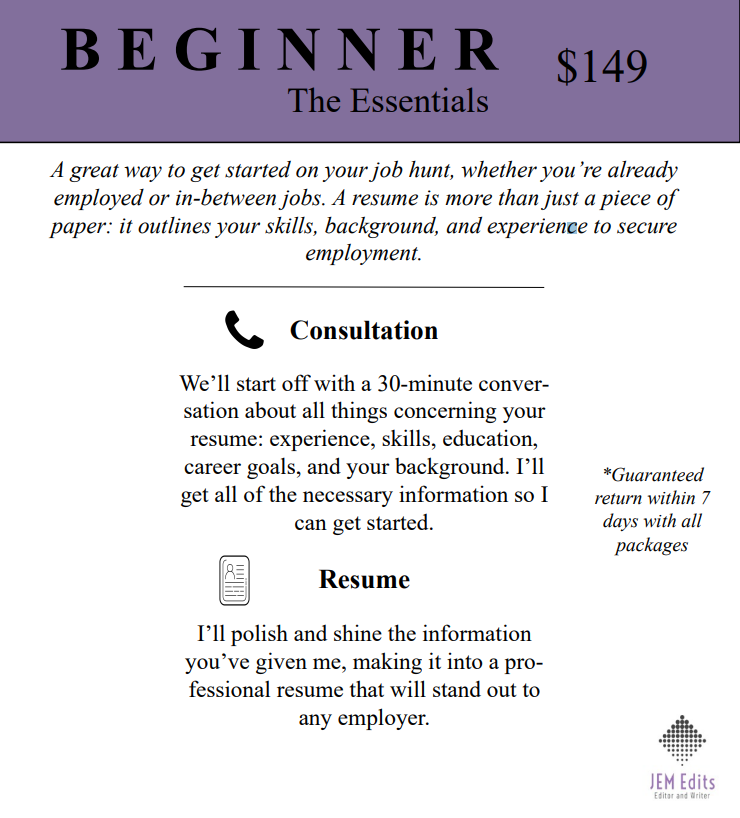 BEGINNER
$149
The Essentials
A great way to get started on your job hunt, whether you’re already
employed or in-between jobs. A resume is more than just a piece of
paper: it outlines your skills, background, and experience to secure
employment.
Consultation
We’ll start off with a 30-minute conver-
sation about all things concerning your
resume: experience, skills, education,
career goals, and your background. I’ll
get all of the necessary information so I
can get started.
*Guaranteed
return within 7
days with all
packages
Resume
I’ll polish and shine the information
you’ve given me, making it into a pro-
fessional resume that will stand out to
any employer.
JEM Edits
Editor and Writer